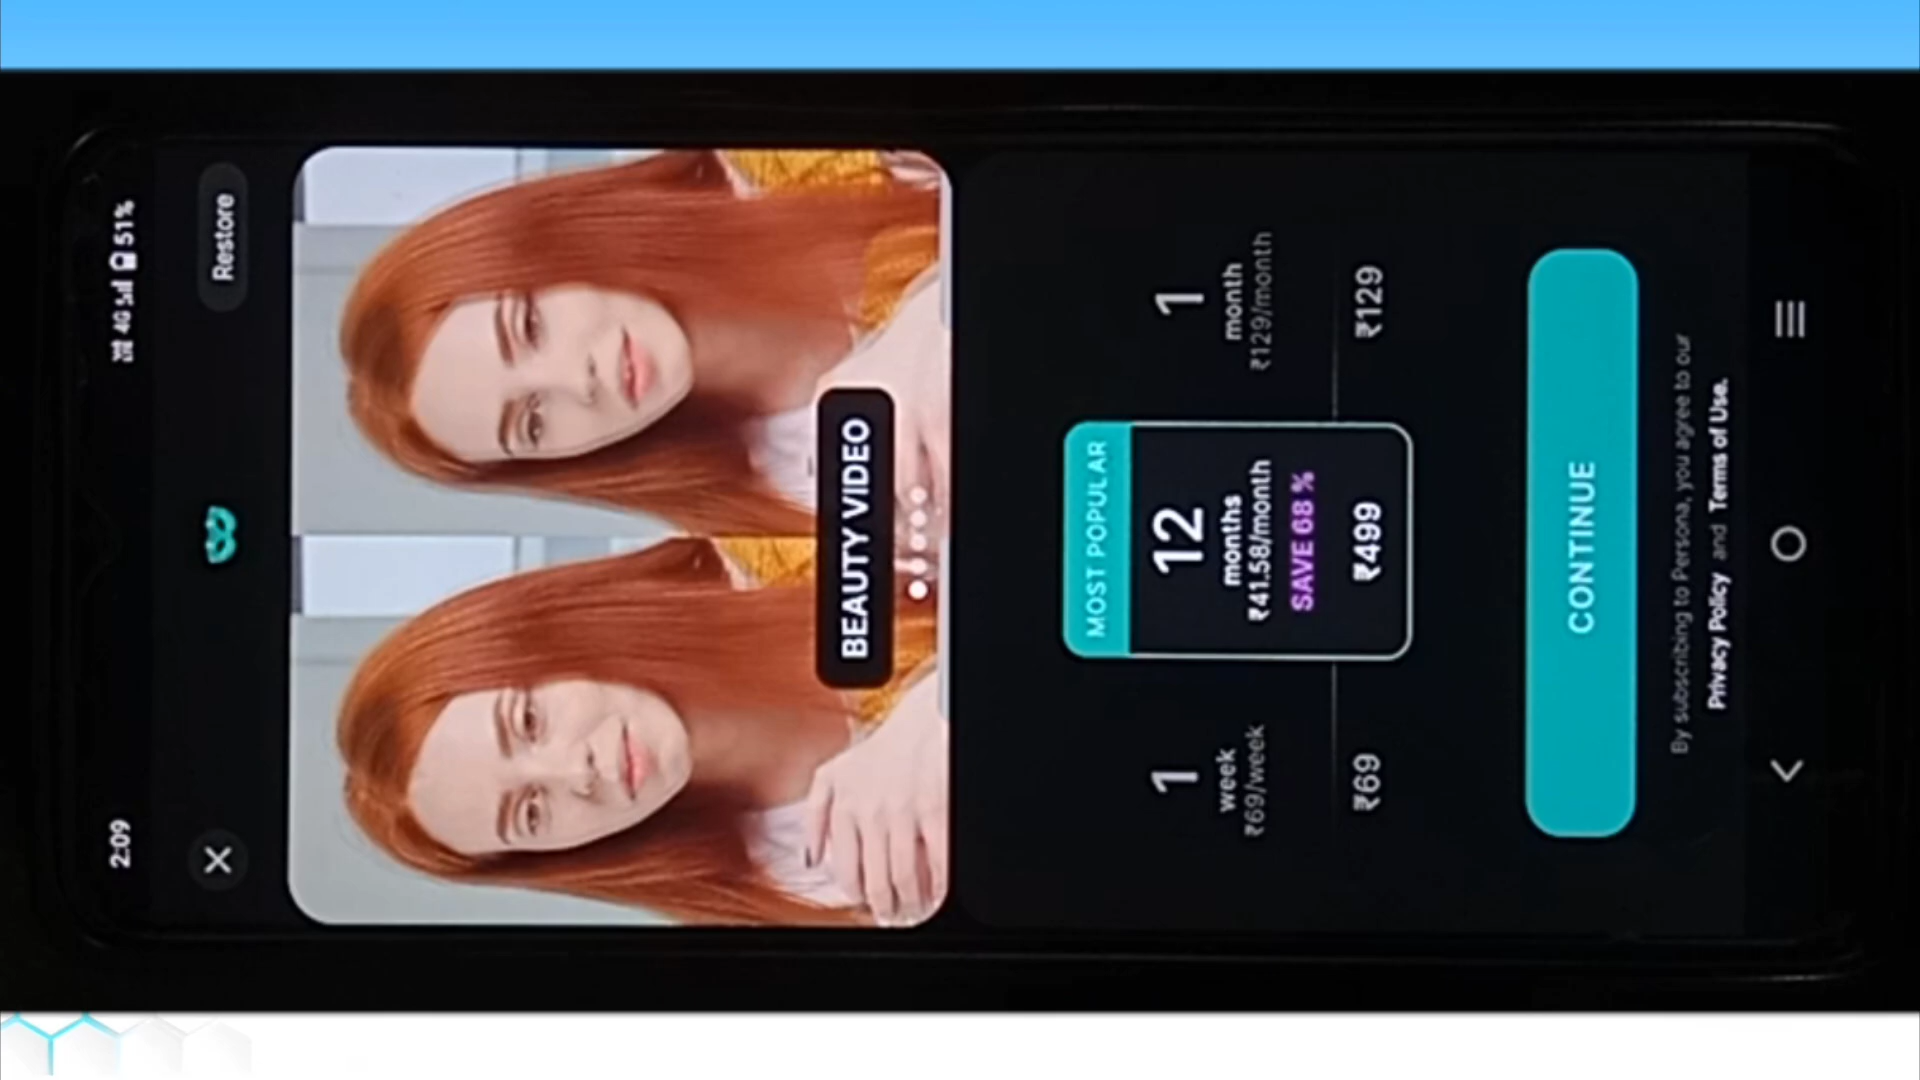 2:09
4G 51%
Restore
BEAUTY VIDEO
1
week
₹69/week
₹69
MOST POPULAR
12
months
₹41.58/month
SAVE 68 %
₹499
1
month
₹129/month
₹129
CONTINUE
By subscribing to Persona, you agree to our
Privacy Policy and Terms of Use.